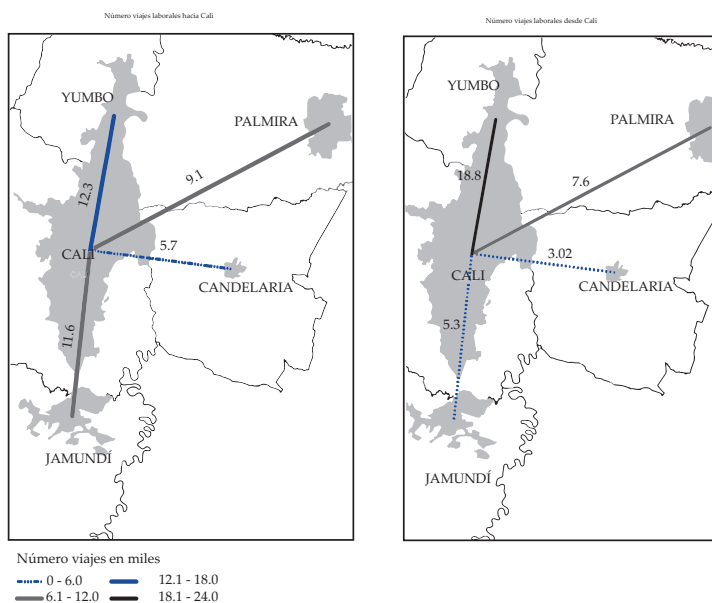 Número viajes laborales hacia Cali
YUMBO
PALMIRA
9.1
12.3
5.7
CALI
CANDELARIA
11.6
JAMUNDÍ
Número viajes laborales desde Cali
YUMBO
PALMIRA
18.8
7.6
3.02
CALI
CANDELARIA
5.3
JAMUNDÍ
Número viajes en miles
0 - 6.0
12.1 - 18.0
6.1 - 12.0
18.1 - 24.0